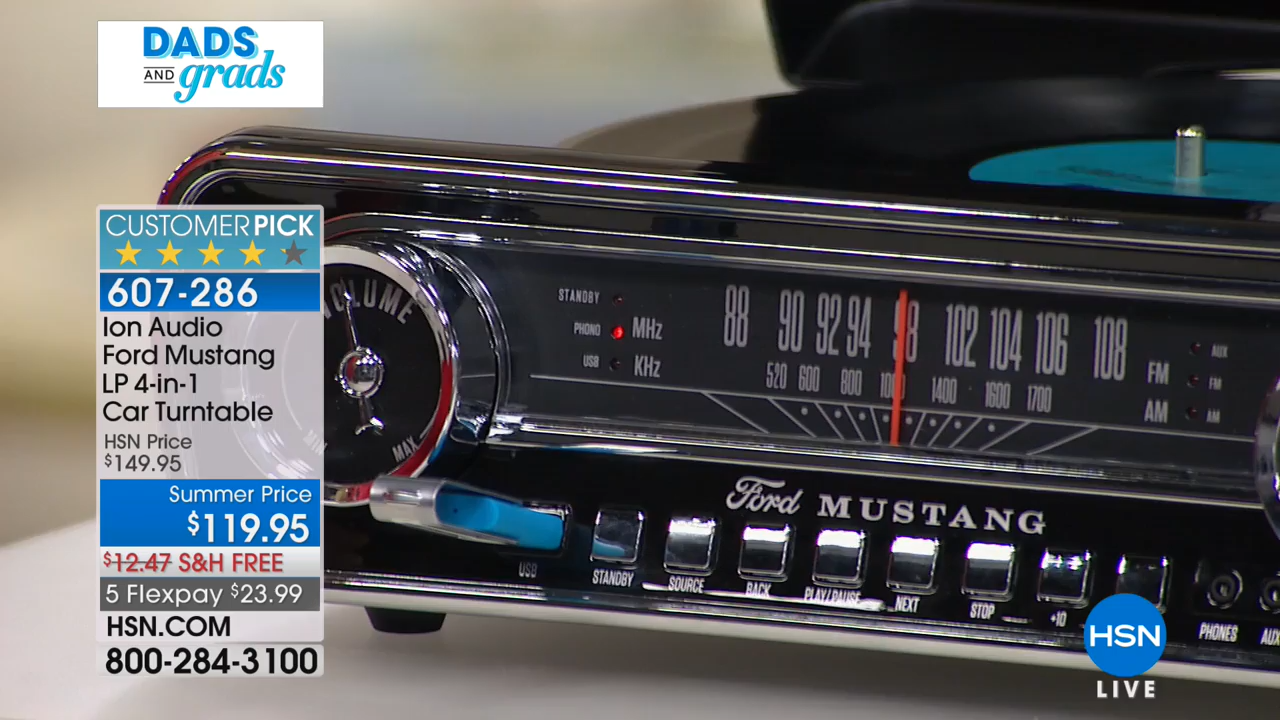 DADS
AND grads
CUSTOMER PICK
607-286
Ion Audio
Ford Mustang
LP 4-in-1
Car Turntable
HSN Price
$149.95
Summer Price
$119.95
$12.47 S&H FREE
5 Flexpay $23.99
HSN.COM
800-284-3100
VOLUME
MIN
MAX
STANDBY
PHONO MHz
USB KHz
88 90 92 94 98 102 104 106 108 FM
520 600 800 1400 1600 1700 AM
AUX
FM
AM
Ford MUSTANG
USB STANDBY SOURCE BACK PLAY/PAUSE NEXT STOP +10 PHONES AUX
HSN
LIVE